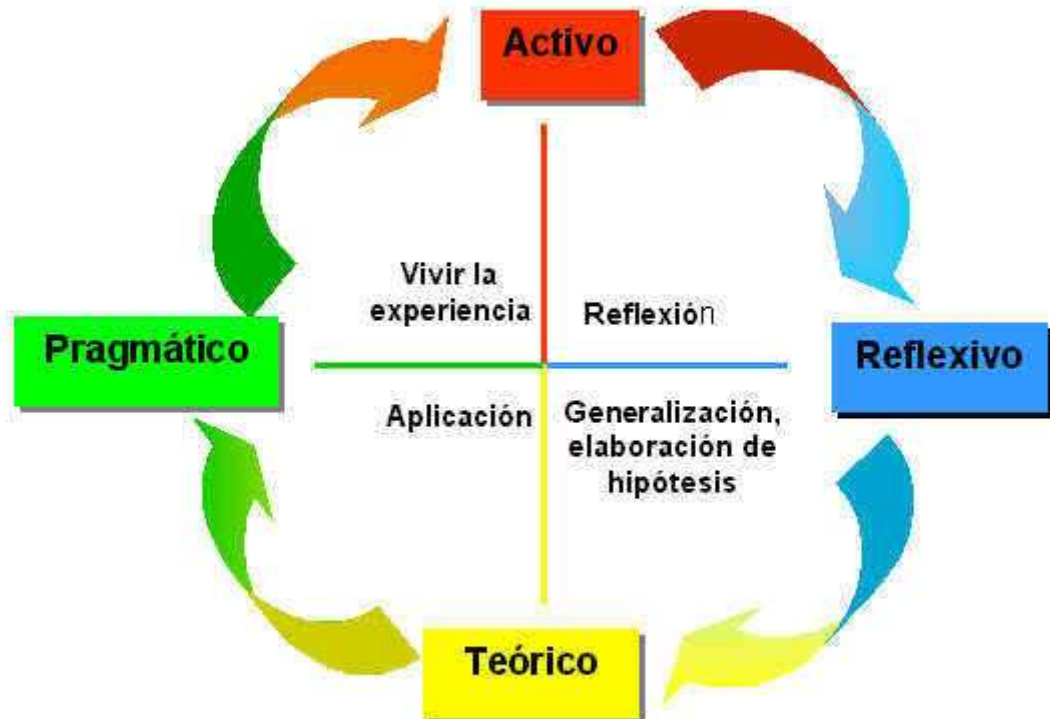 Activo
Vivir la
experiencia
Reflexión
Pragmático
Reflexivo
Aplicación
Generalización,
elaboración de
hipótesis
Teórico